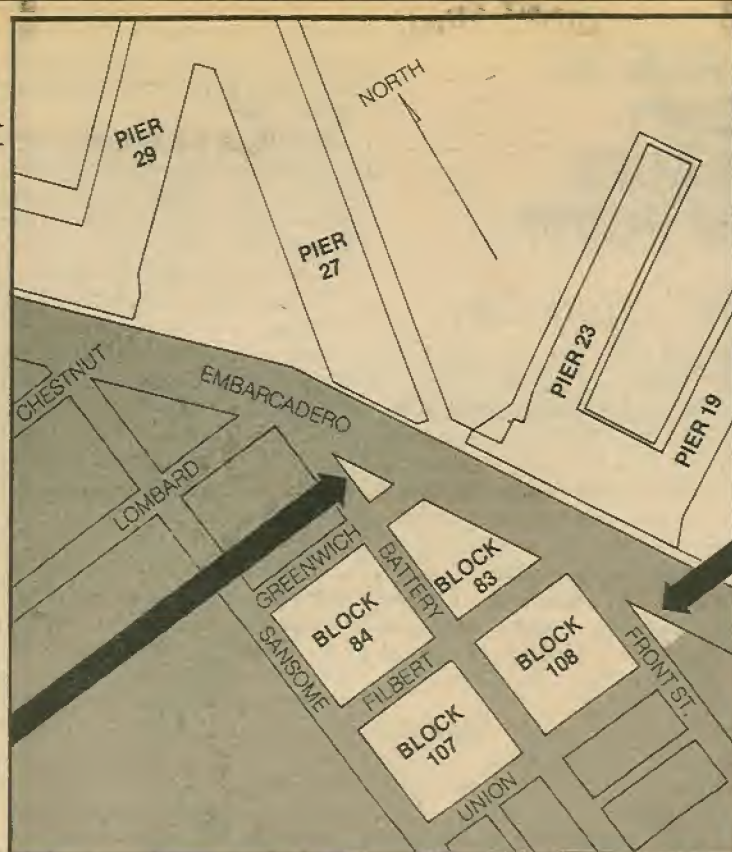 NORTH
PIER
29
PIER
27
PIER 23
PIER 19
CHESTNUT
EMBARCADERO
LOMBARD
GREENWICH
BATTERY
BLOCK
83
BLOCK
84
SANSOME
FILBERT
BLOCK
108
FRONT ST.
BLOCK
107
UNION